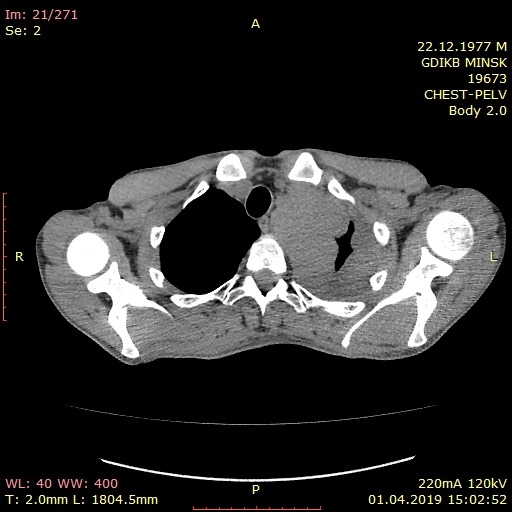 Im: 21/271
Se: 2
A
22.12.1977 M
GDIKB MINSK
19673
CHEST-PELV
Body 2.0
R
L
WL: 40 WW: 400
T: 2.0mm L: 1804.5mm
P
220mA 120kV
01.04.2019 15:02:52